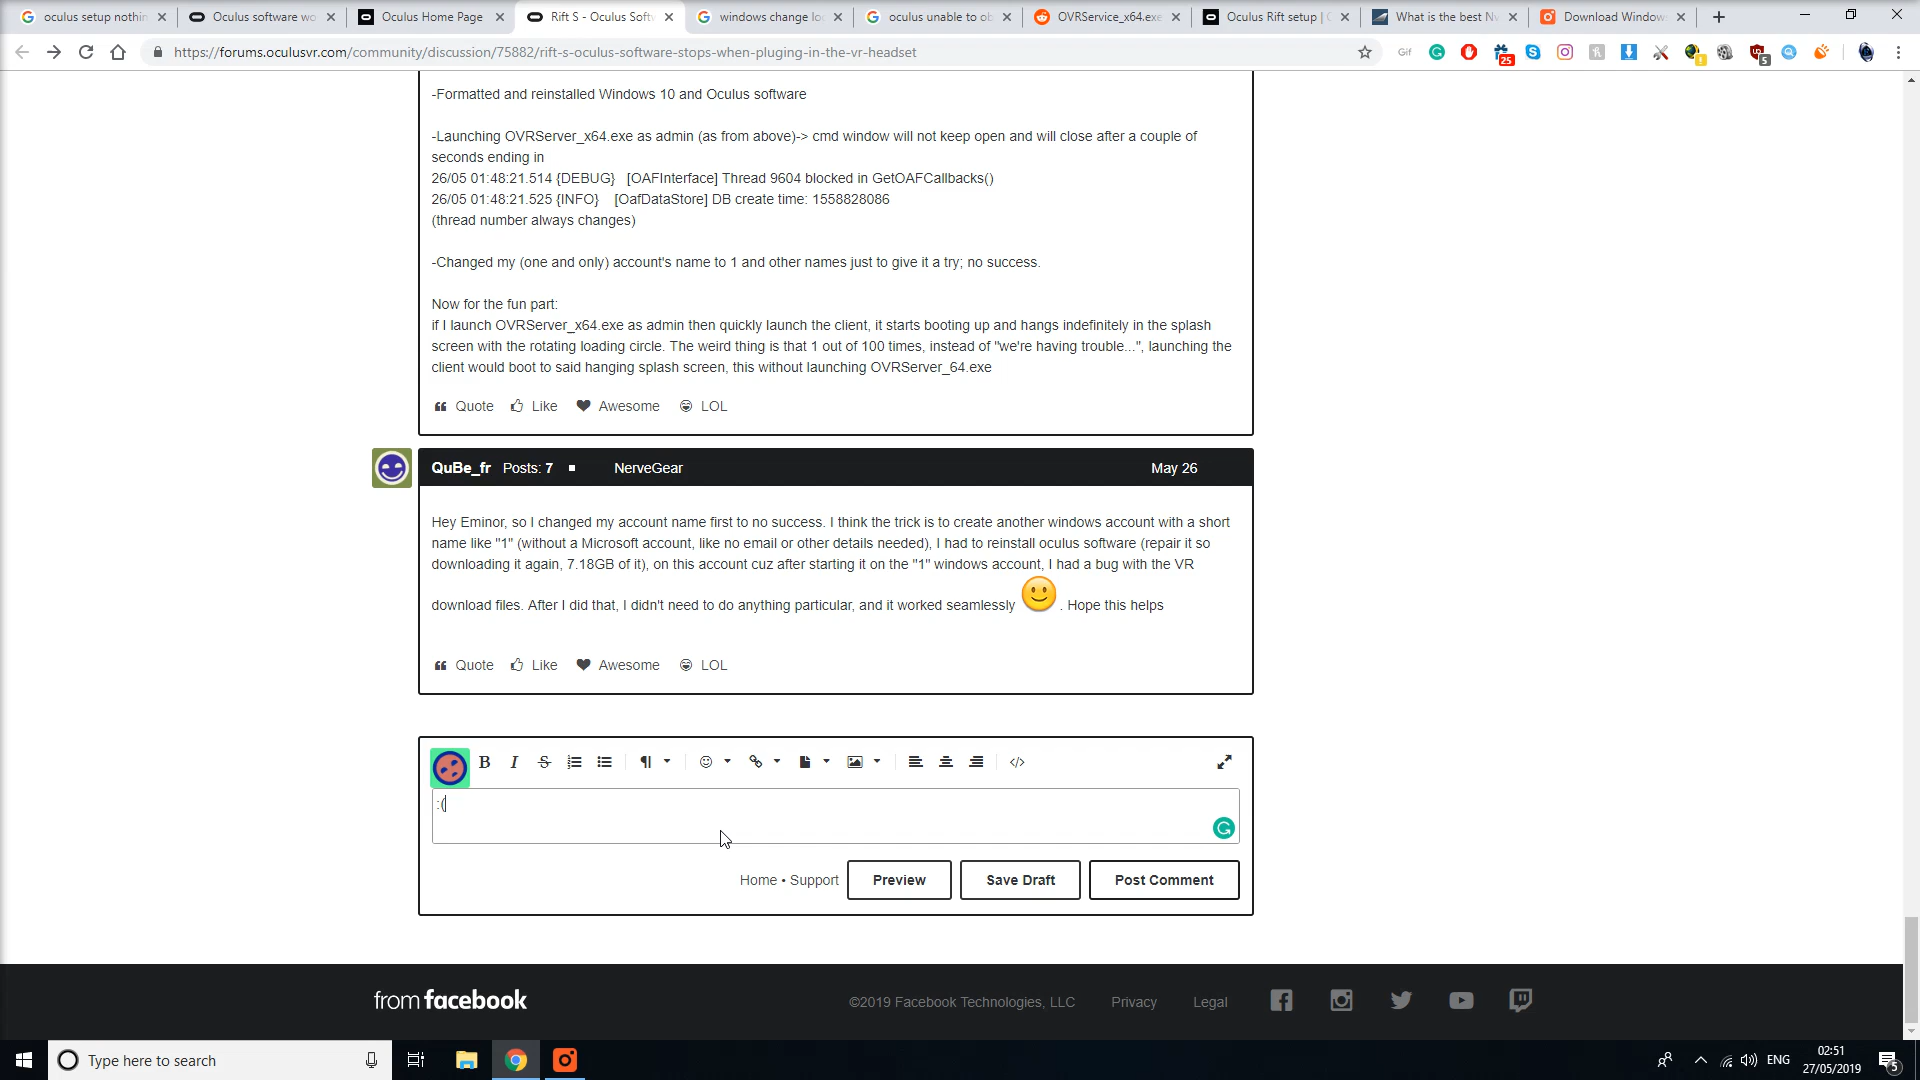 oculus setup nothin
Oculus software wo
Oculus Home Page
Rift S - Oculus Softw
windows change lo
oculus unable to ob
OVRService_x64.exe
Oculus Rift setup | O
What is the best Nv
Download Window
https://forums.oculusvr.com/community/discussion/75882/rift-s-oculus-software-stops-when-pluging-in-the-vr-headset
Gif
25
5
-Formatted and reinstalled Windows 10 and Oculus software
-Launching OVRServer_x64.exe as admin (as from above)-> cmd window will not keep open and will close after a couple of
seconds ending in
26/05 01:48:21.514 {DEBUG} [OAFInterface] Thread 9604 blocked in GetOAFCallbacks()
26/05 01:48:21.525 {INFO} [OafDataStore] DB create time: 1558828086
(thread number always changes)
-Changed my (one and only) account's name to 1 and other names just to give it a try; no success.
Now for the fun part:
if I launch OVRServer_x64.exe as admin then quickly launch the client, it starts booting up and hangs indefinitely in the splash
screen with the rotating loading circle. The weird thing is that 1 out of 100 times, instead of "we're having trouble...", launching the
client would boot to said hanging splash screen, this without launching OVRServer_64.exe
Quote Like Awesome LOL
QuBe_fr Posts: 7 NerveGear May 26
Hey Eminor, so I changed my account name first to no success. I think the trick is to create another windows account with a short
name like "1" (without a Microsoft account, like no email or other details needed), I had to reinstall oculus software (repair it so
downloading it again, 7.18GB of it), on this account cuz after starting it on the "1" windows account, I had a bug with the VR
download files. After I did that, I didn't need to do anything particular, and it worked seamlessly . Hope this helps
Quote Like Awesome LOL
B I S
:(
Home • Support Preview Save Draft Post Comment
from facebook ©2019 Facebook Technologies, LLC Privacy Legal
Type here to search
ENG
02:51
27/05/2019
5